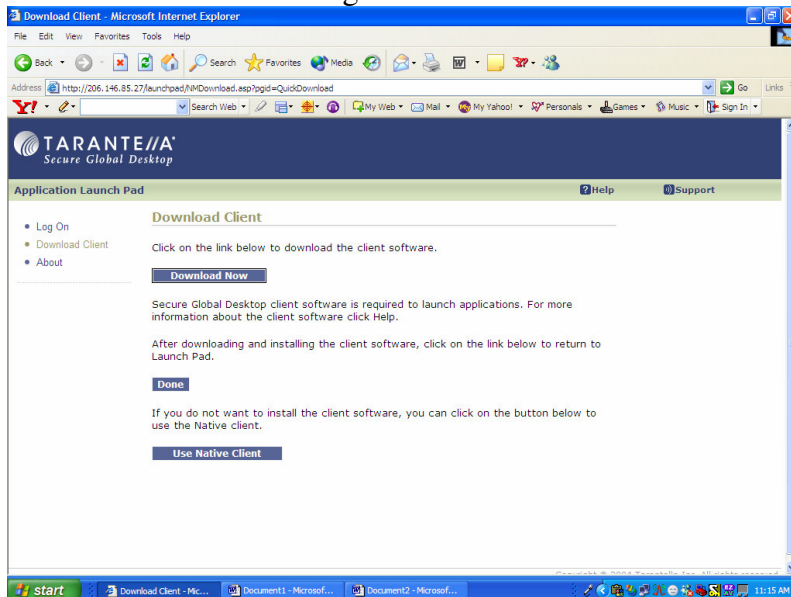 Download Client - Microsoft Internet Explorer
File Edit View Favorites Tools Help
Back Search Favorites Media
Address http://206.146.85.27/launchpad/NMDownload.asp?pgid=QuickDownload Go Links
Y! Search Web My Web Mail My Yahoo! Personals Games Music Sign In
TARANTE//A
Secure Global Desktop
Application Launch Pad Help Support
Log On
Download Client
About
Download Client
Click on the link below to download the client software.
Download Now
Secure Global Desktop client software is required to launch applications. For more
information about the client software click Help.
After downloading and installing the client software, click on the link below to return to
Launch Pad.
Done
If you do not want to install the client software, you can click on the button below to
use the Native client.
Use Native Client
start Download Client - Mic... Document1 - Microsof... Document2 - Microsof... 11:15 AM